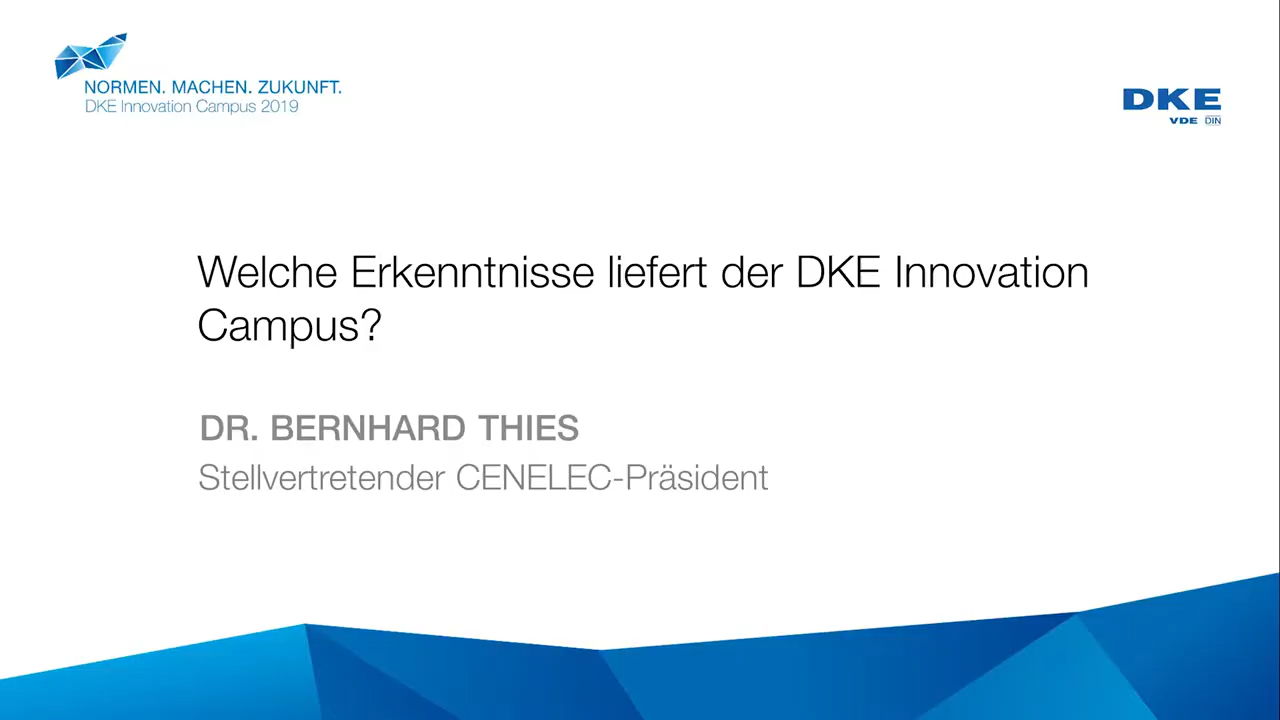 NORMEN. MACHEN. ZUKUNFT.
DKE Innovation Campus 2019
DKE
VDE DIN
Welche Erkenntnisse liefert der DKE Innovation
Campus?
DR. BERNHARD THIES
Stellvertretender CENELEC-Präsident